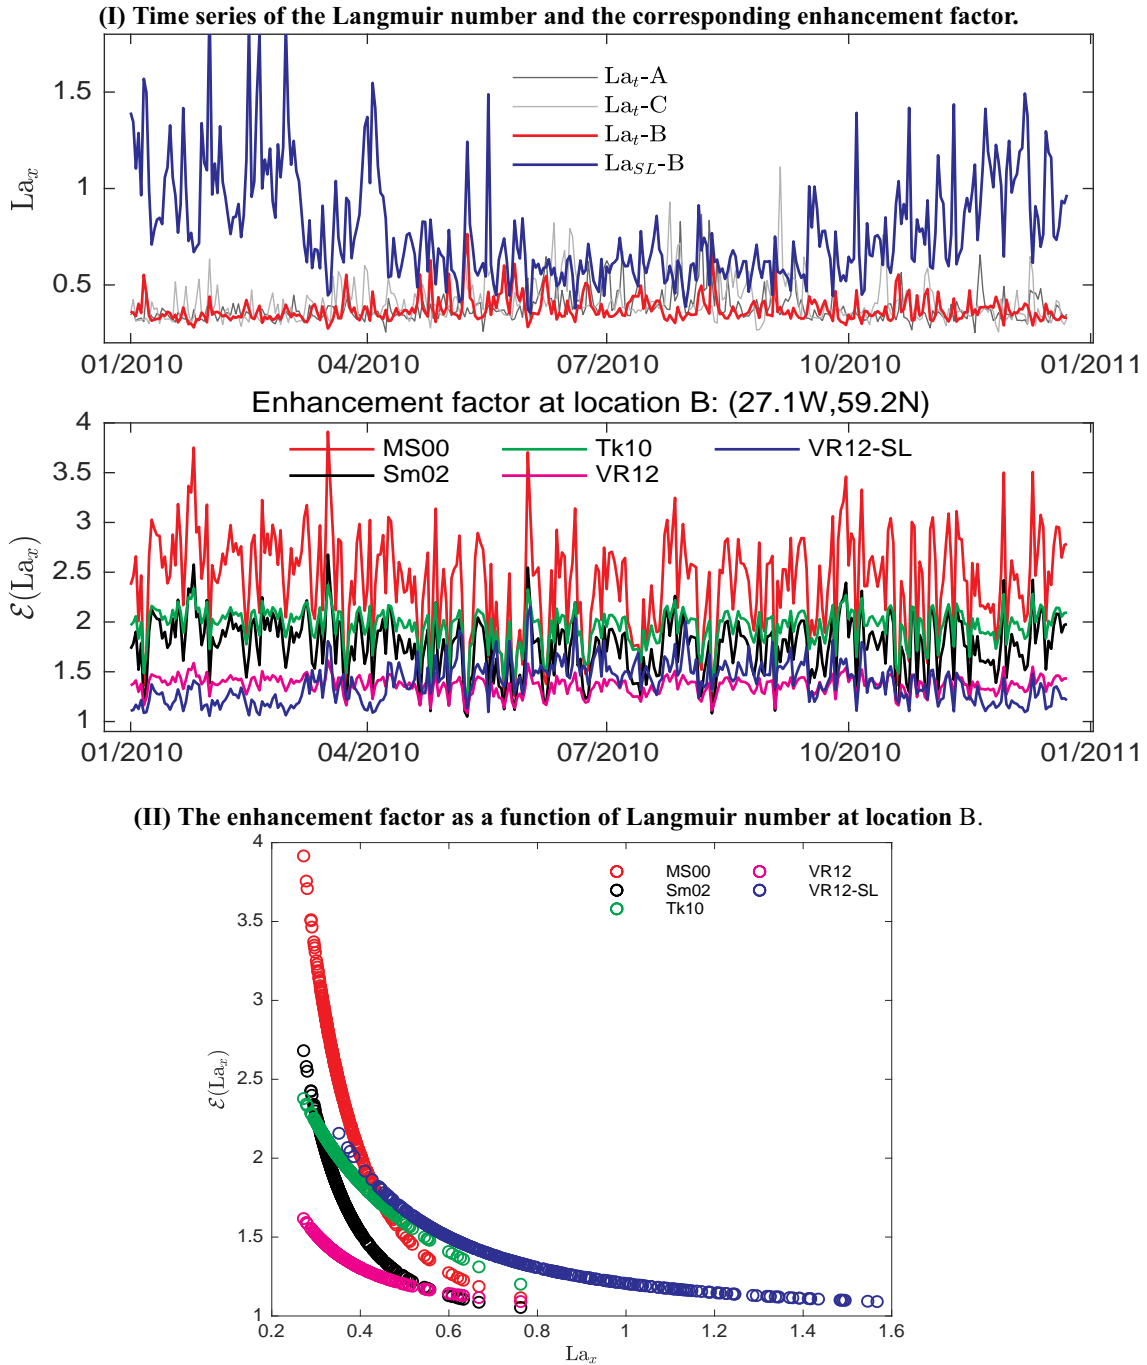 (I) Time series of the Langmuir number and the corresponding enhancement factor.
La_x
1.5
1
0.5
La_t-A
La_t-C
La_t-B
La_{SL}-B
01/2010 04/2010 07/2010 10/2010 01/2011
Enhancement factor at location B: (27.1W,59.2N)
ℰ(La_x)
4
3.5
3
2.5
2
1.5
1
MS00 Tk10 VR12-SL
Sm02 VR12
01/2010 04/2010 07/2010 10/2010 01/2011
(II) The enhancement factor as a function of Langmuir number at location B.
ℰ(La_x)
4
3.5
3
2.5
2
1.5
1
MS00 VR12
Sm02 VR12-SL
Tk10
0.2 0.4 0.6 0.8 1 1.2 1.4 1.6
La_x